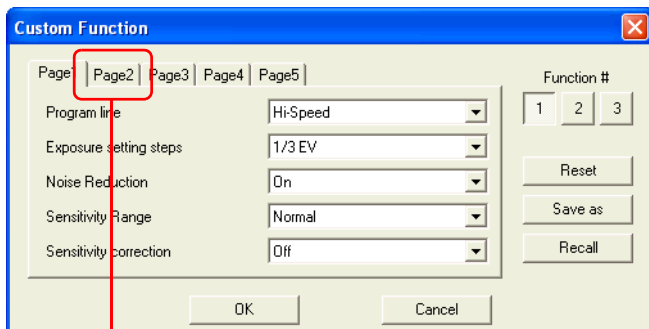 Custom Function
Page1 Page2 Page3 Page4 Page5
Function #
1 2 3
Program line Hi-Speed
Exposure setting steps 1/3 EV
Noise Reduction On
Sensitivity Range Normal
Sensitivity correction Off
Reset
Save as
Recall
OK Cancel